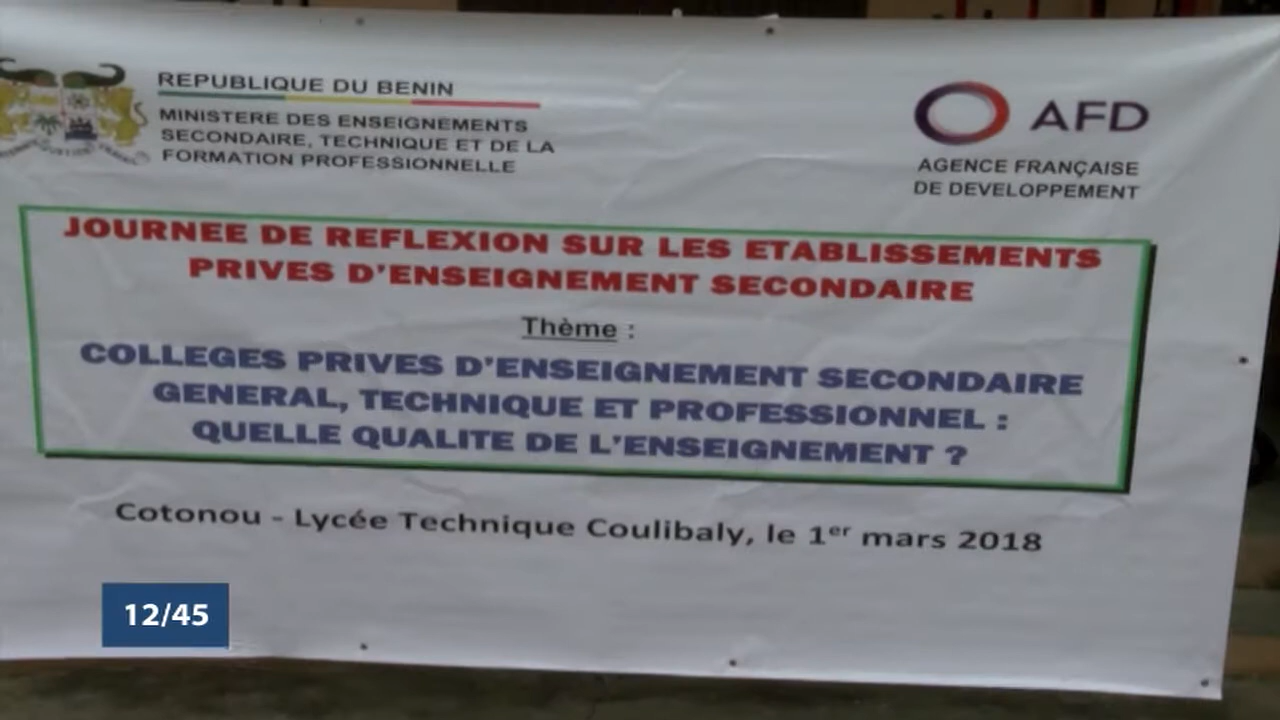 REPUBLIQUE DU BENIN
MINISTERE DES ENSEIGNEMENTS
SECONDAIRE, TECHNIQUE ET DE LA
FORMATION PROFESSIONNELLE
AFD
AGENCE FRANÇAISE
DE DEVELOPPEMENT
JOURNEE DE REFLEXION SUR LES ETABLISSEMENTS
PRIVES D'ENSEIGNEMENT SECONDAIRE
Thème :
COLLEGES PRIVES D'ENSEIGNEMENT SECONDAIRE
GENERAL, TECHNIQUE ET PROFESSIONNEL :
QUELLE QUALITE DE L'ENSEIGNEMENT ?
Cotonou - Lycée Technique Coulibaly, le 1er mars 2018
12/45